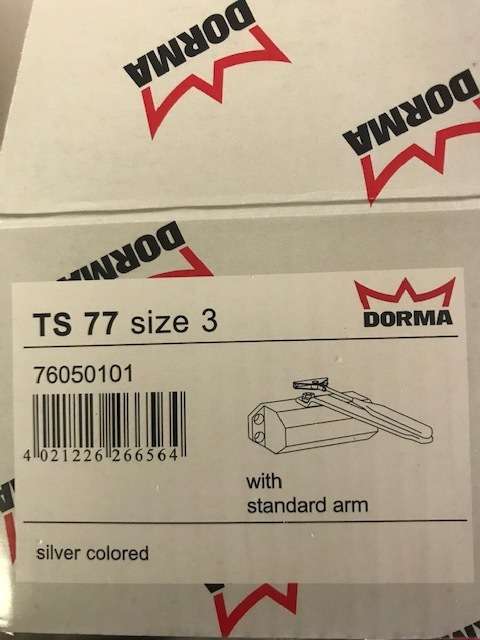 DORMA
DORMA
DORMA
TS 77 size 3
DORMA
76050101
4 021226 266564
with
standard arm
silver colored